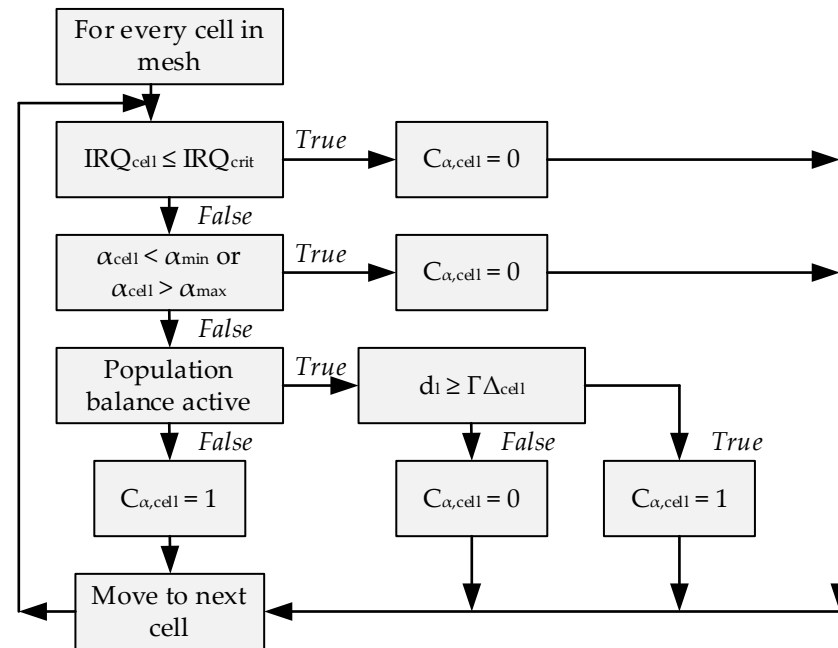 For every cell in
mesh
IRQcell ≤ IRQcrit
True
Cα,cell = 0
False
αcell < αmin or
αcell > αmax
True
Cα,cell = 0
False
Population
balance active
True
dl ≥ ΓΔcell
False
False
True
Cα,cell = 1
Cα,cell = 0
Cα,cell = 1
Move to next
cell